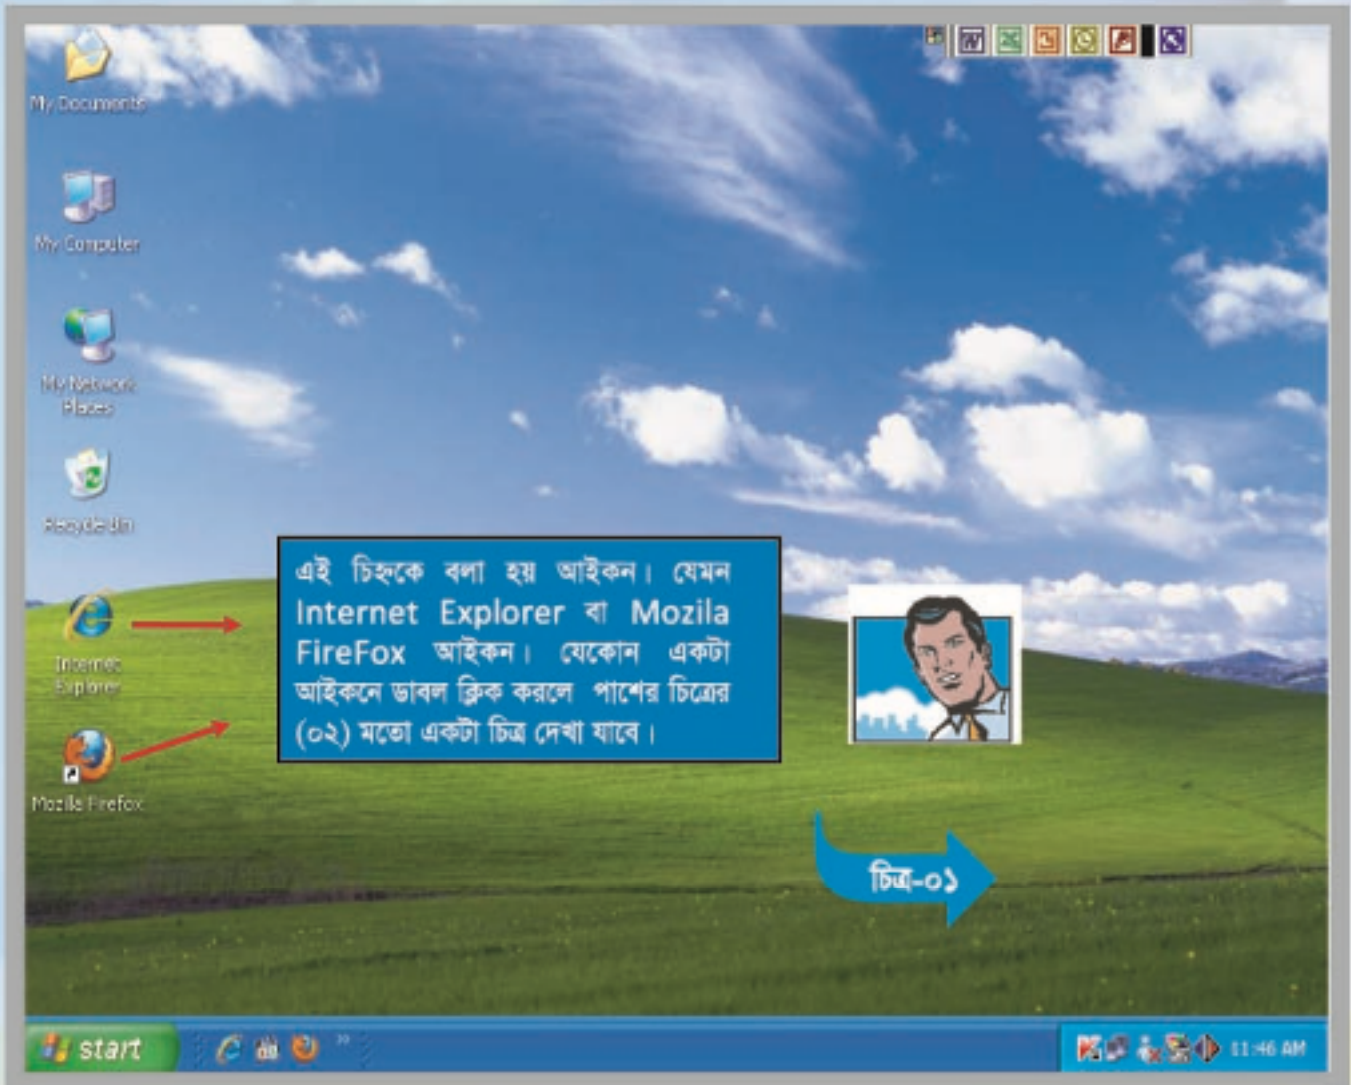 My Documents
My Computer
My Network
Places
Recycle Bin
এই চিহ্নকে বলা হয় আইকন। যেমন
Internet Explorer বা Mozila
FireFox আইকন। যেকোন একটা
আইকনে ডাবল ক্লিক করলে পাশের চিত্রের
(০২) মতো একটা চিত্র দেখা যাবে।
Internet
Explorer
Mozilla Firefox
চিত্র-০১
start
11:46 AM